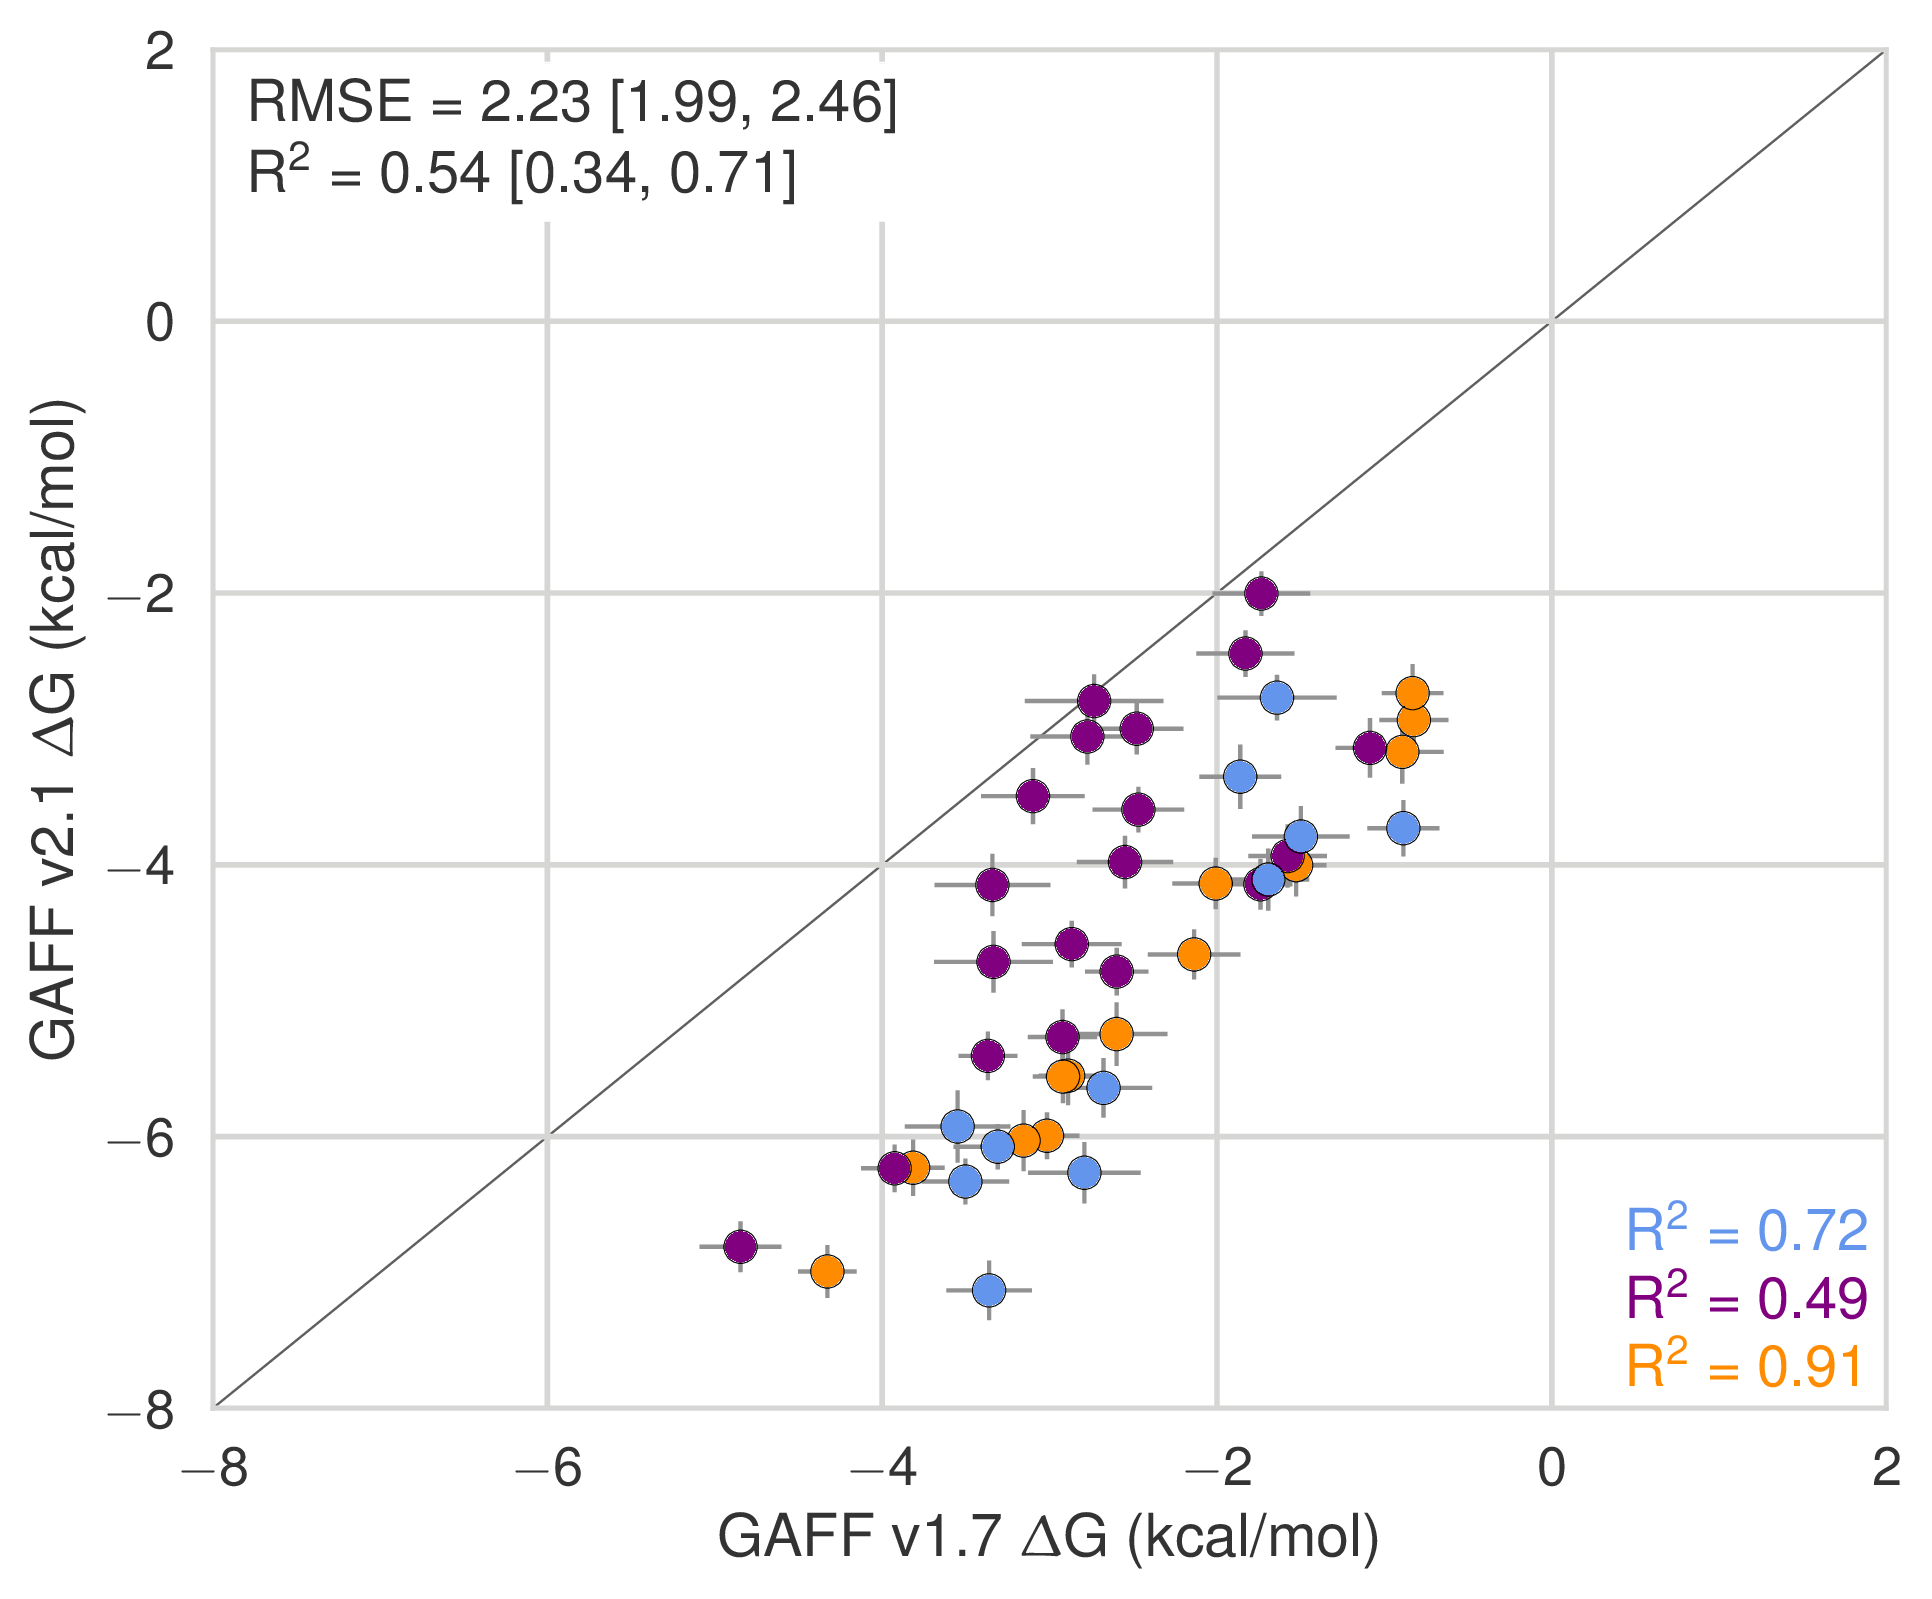 RMSE = 2.23 [1.99, 2.46]
R² = 0.54 [0.34, 0.71]
2
0
−2
−4
−6
−8
GAFF v2.1 ΔG (kcal/mol)
R² = 0.72
R² = 0.49
R² = 0.91
−8 −6 −4 −2 0 2
GAFF v1.7 ΔG (kcal/mol)